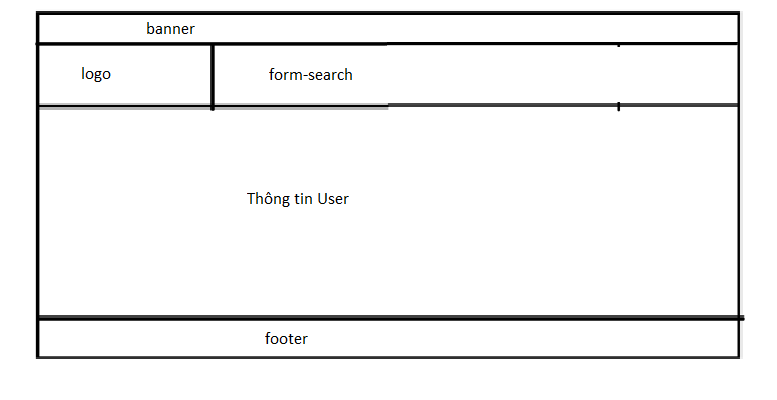 banner
logo
form-search
Thông tin User
footer